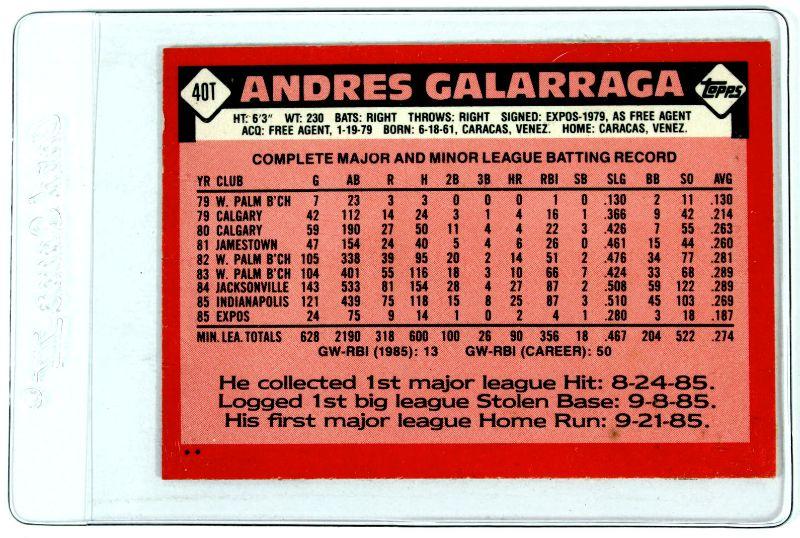 40T ANDRES GALARRAGA topps
HT: 6'3" WT: 230 BATS: RIGHT THROWS: RIGHT SIGNED: EXPOS-1979, AS FREE AGENT
ACQ: FREE AGENT, 1-19-79 BORN: 6-18-61, CARACAS, VENEZ. HOME: CARACAS, VENEZ.
COMPLETE MAJOR AND MINOR LEAGUE BATTING RECORD
YR CLUB G AB R H 2B 3B HR RBI SB SLG BB SO AVG
79 W. PALM B'CH 7 23 3 3 0 0 0 1 0 .130 2 11 .130
79 CALGARY 42 112 14 24 3 1 4 16 1 .366 9 42 .214
80 CALGARY 59 190 27 50 11 4 4 22 3 .426 7 55 .263
81 JAMESTOWN 47 154 24 40 5 4 6 26 0 .461 15 44 .260
82 W. PALM B'CH 105 338 39 95 20 2 14 51 2 .476 34 77 .281
83 W. PALM B'CH 104 401 55 116 18 3 10 66 7 .424 33 68 .289
84 JACKSONVILLE 143 533 81 154 28 4 27 87 2 .508 59 122 .289
85 INDIANAPOLIS 121 439 75 118 15 8 25 87 3 .510 45 103 .269
85 EXPOS 24 75 9 14 1 0 2 4 1 .280 3 18 .187
MIN. LEA. TOTALS 628 2190 318 600 100 26 90 356 18 .467 204 522 .274
GW-RBI (1985): 13 GW-RBI (CAREER): 50
He collected 1st major league Hit: 8-24-85.
Logged 1st big league Stolen Base: 9-8-85.
His first major league Home Run: 9-21-85.
**